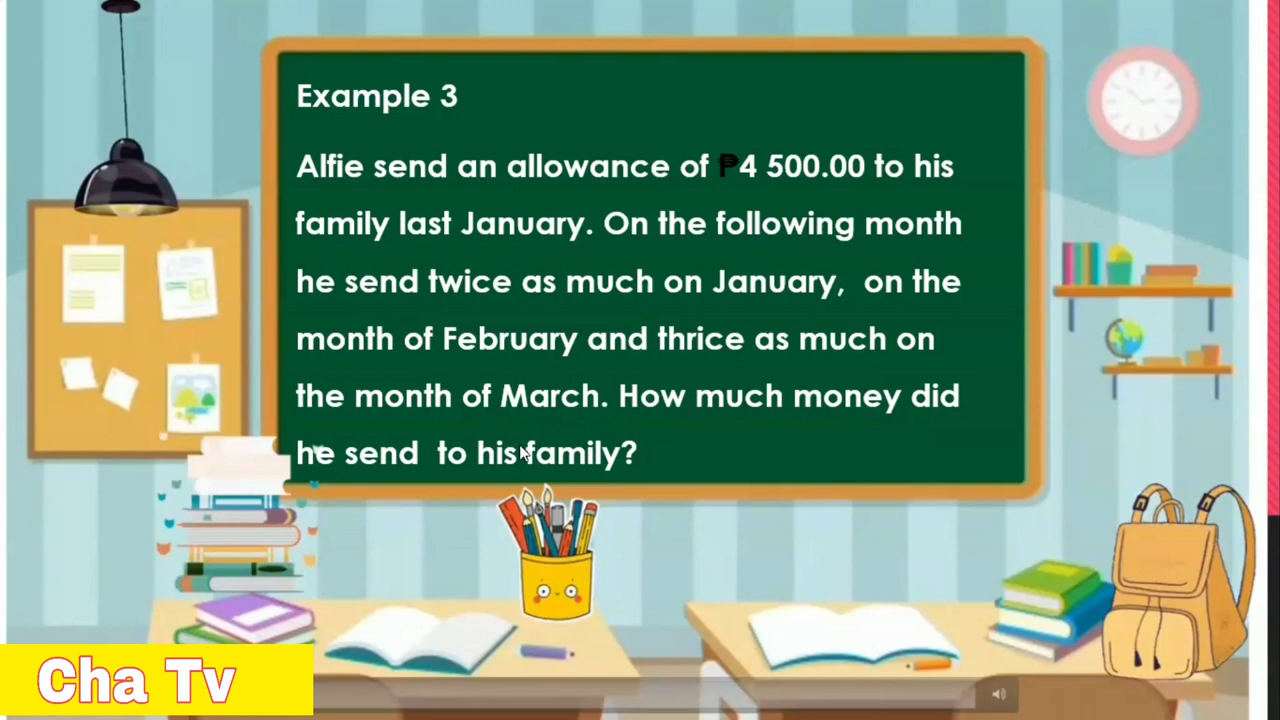 Example 3
Alfie send an allowance of ₱4 500.00 to his
family last January. On the following month
he send twice as much on January, on the
month of February and thrice as much on
the month of March. How much money did
he send to his family?
Cha Tv